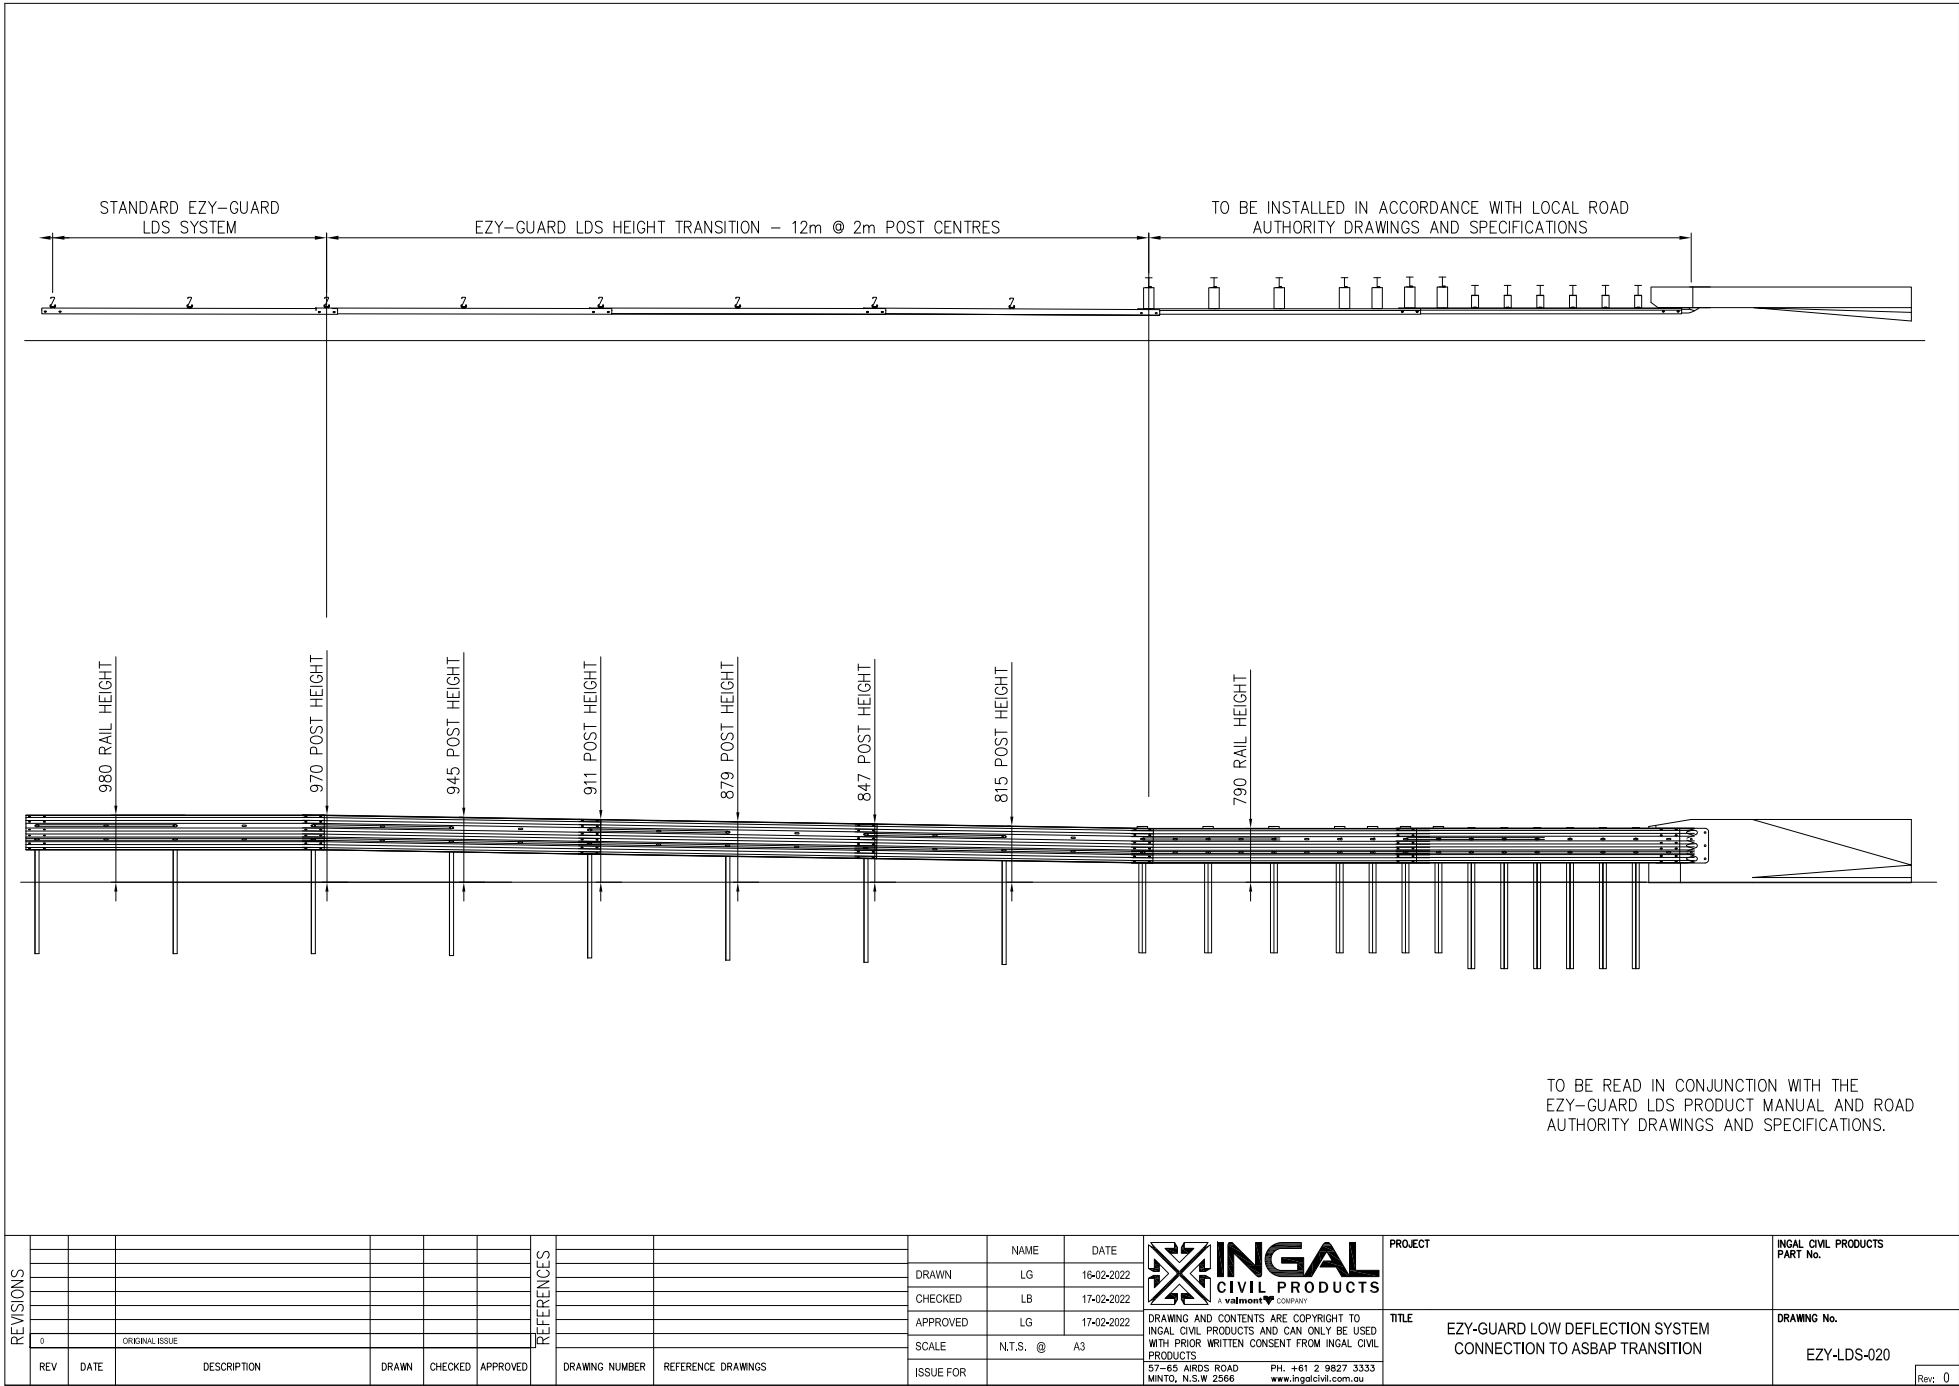 STANDARD EZY-GUARD
LDS SYSTEM
EZY-GUARD LDS HEIGHT TRANSITION - 12m @ 2m POST CENTRES
TO BE INSTALLED IN ACCORDANCE WITH LOCAL ROAD
AUTHORITY DRAWINGS AND SPECIFICATIONS
980 RAIL HEIGHT
970 POST HEIGHT
945 POST HEIGHT
911 POST HEIGHT
879 POST HEIGHT
847 POST HEIGHT
815 POST HEIGHT
790 RAIL HEIGHT
TO BE READ IN CONJUNCTION WITH THE
EZY-GUARD LDS PRODUCT MANUAL AND ROAD
AUTHORITY DRAWINGS AND SPECIFICATIONS.
REVISIONS
0 ORIGINAL ISSUE
REV DATE DESCRIPTION DRAWN CHECKED APPROVED
REFERENCES
DRAWING NUMBER REFERENCE DRAWINGS
NAME DATE
DRAWN LG 16-02-2022
CHECKED LB 17-02-2022
APPROVED LG 17-02-2022
SCALE N.T.S. @ A3
ISSUE FOR
INGAL
CIVIL PRODUCTS
A valmont COMPANY
DRAWING AND CONTENTS ARE COPYRIGHT TO
INGAL CIVIL PRODUCTS AND CAN ONLY BE USED
WITH PRIOR WRITTEN CONSENT FROM INGAL CIVIL
PRODUCTS
57-65 AIRDS ROAD PH. +61 2 9827 3333
MINTO, N.S.W 2566 www.ingalcivil.com.au
PROJECT
TITLE
EZY-GUARD LOW DEFLECTION SYSTEM
CONNECTION TO ASBAP TRANSITION
INGAL CIVIL PRODUCTS
PART No.
DRAWING No.
EZY-LDS-020
Rev: 0